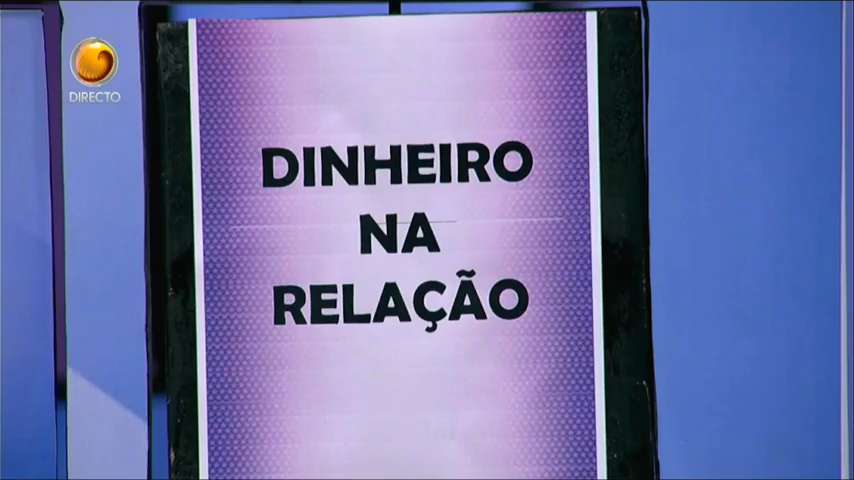 DIRECTO
DINHEIRO
NA
RELAÇÃO